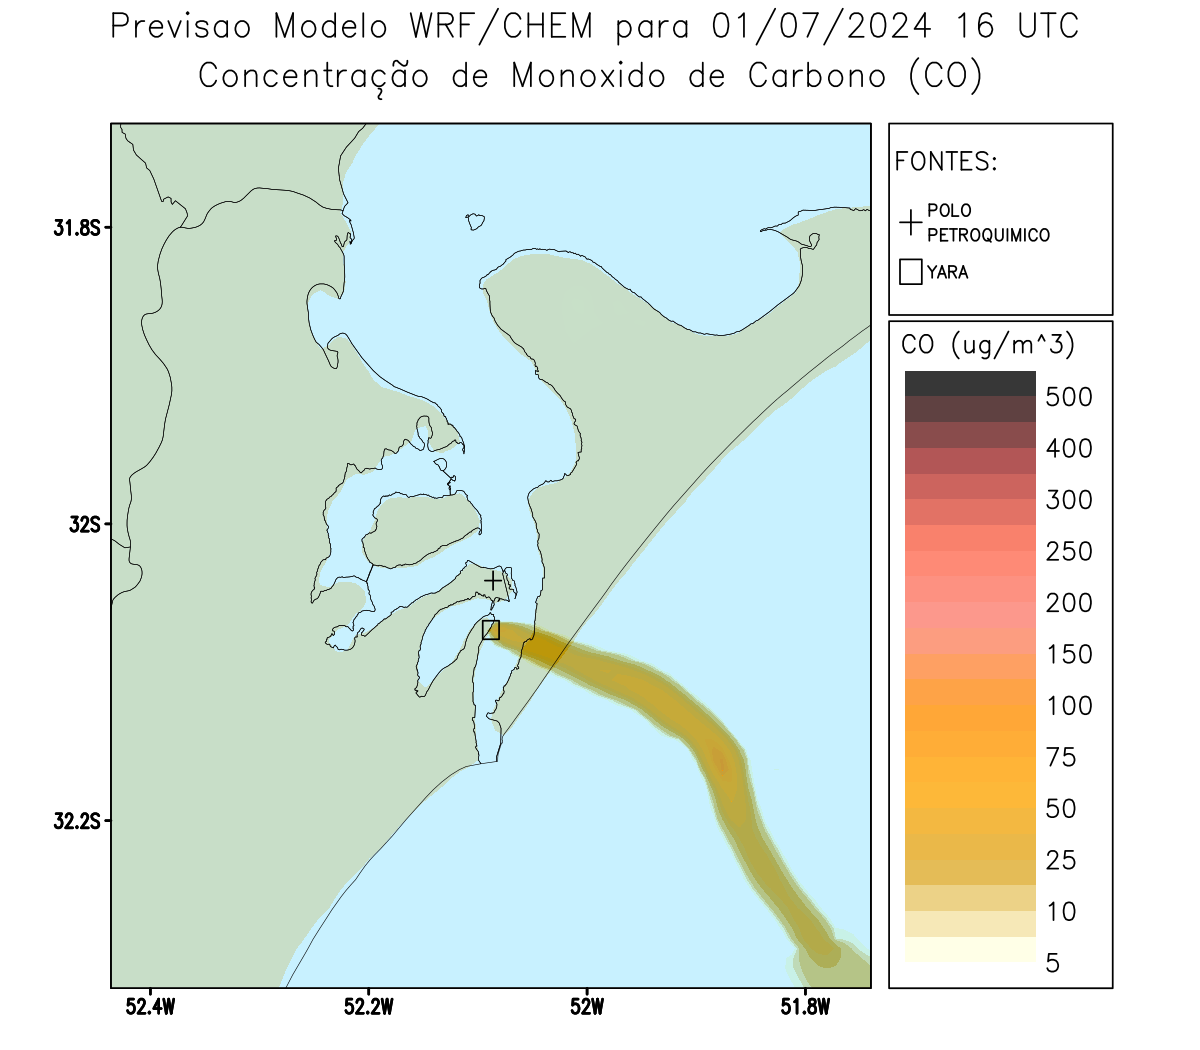 Previsao Modelo WRF/CHEM para 01/07/2024 16 UTC
Concentração de Monoxido de Carbono (CO)
FONTES:
POLO
PETROQUIMICO
YARA
CO (ug/m^3)
500
400
300
250
200
150
100
75
50
25
10
5
31.8S
32S
32.2S
52.4W
52.2W
52W
51.8W